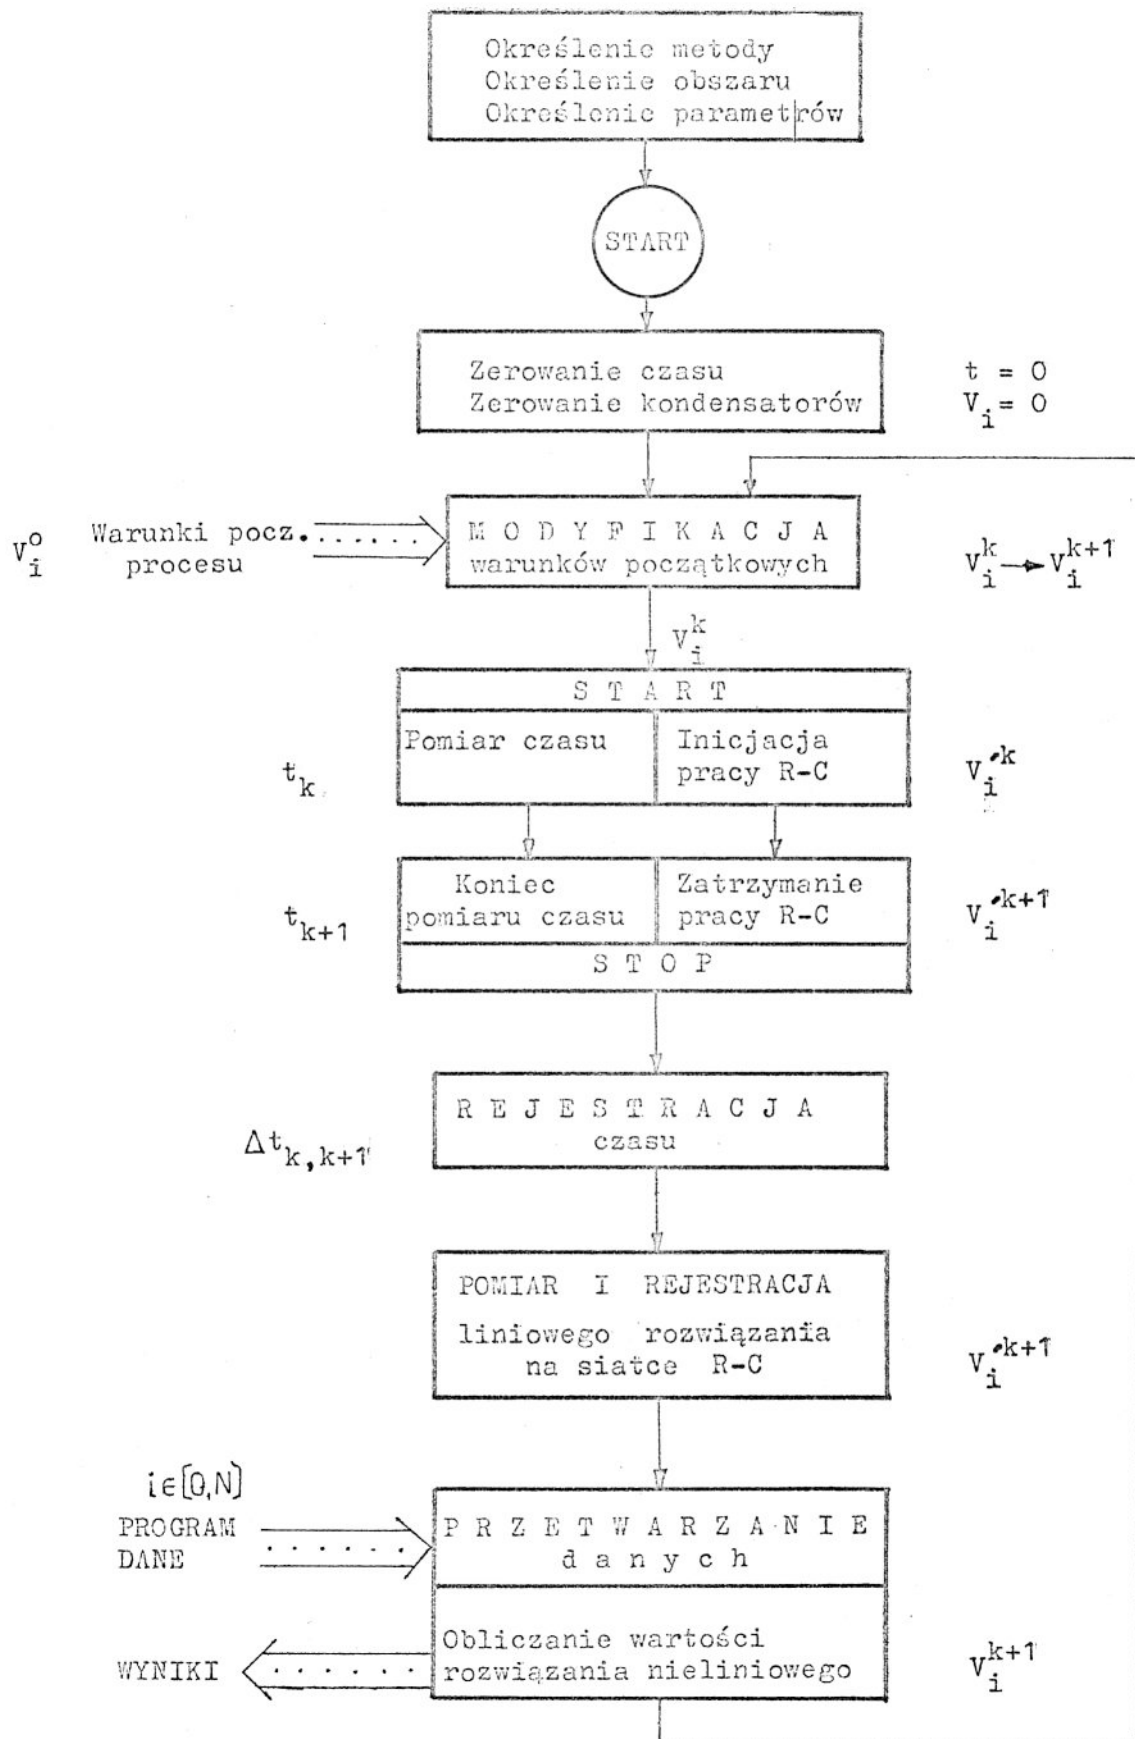 Określenie metody
Określenie obszaru
Określenie parametrów
START
Zerowanie czasu
Zerowanie kondensatorów
t = 0
V_i = 0
V_i^o
Warunki pocz.
procesu
M O D Y F I K A C J A
warunków początkowych
V_i^k → V_i^{k+1}
V_i^k
S T A R T
t_k
Pomiar czasu
Inicjacja
pracy R-C
V_i^{'k}
t_{k+1}
Koniec
pomiaru czasu
Zatrzymanie
pracy R-C
V_i^{'k+1}
S T O P
Δt_{k,k+1}
R E J E S T R A C J A
czasu
POMIAR I REJESTRACJA
liniowego rozwiązania
na siatce R-C
V_i^{'k+1}
i∈[0,N]
PROGRAM
DANE
P R Z E T W A R Z A N I E
d a n y c h
WYNIKI
Obliczanie wartości
rozwiązania nieliniowego
V_i^{k+1}